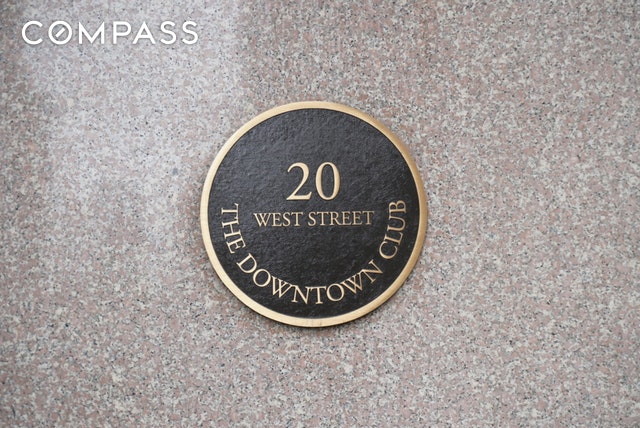 COMPASS
20
WEST STREET
THE DOWNTOWN CLUB